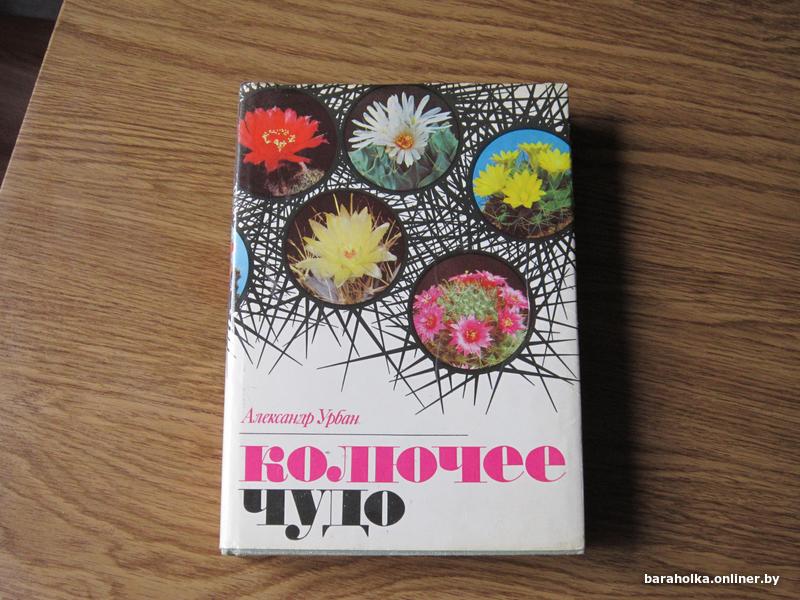 Александр Урбан
колючее
чудо
baraholka.onliner.by